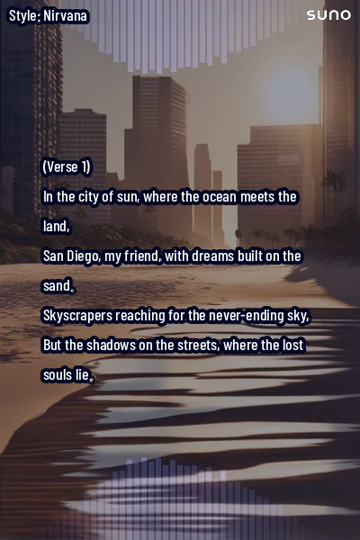 Style: Nirvana
suno
(Verse 1)
In the city of sun, where the ocean meets the
land,
San Diego, my friend, with dreams built on the
sand.
Skyscrapers reaching for the never-ending sky,
But the shadows on the streets, where the lost
souls lie.